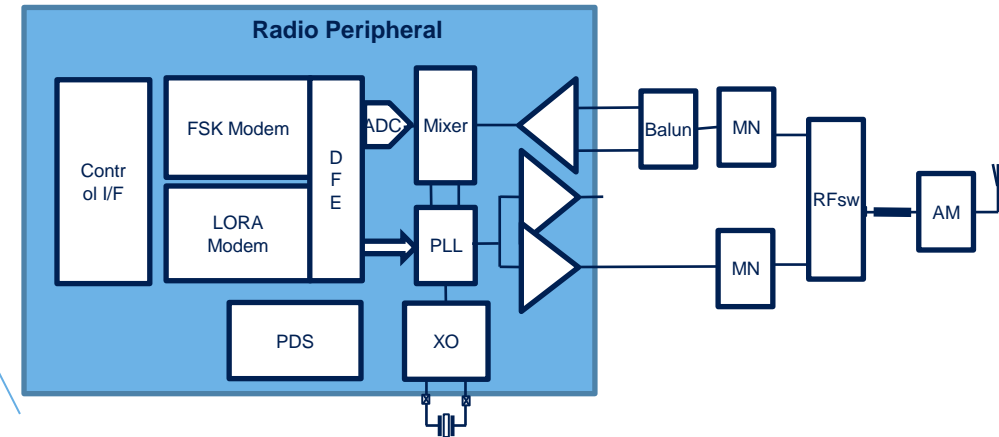 Radio Peripheral
Contr
ol I/F
FSK Modem
LORA
Modem
D
F
E
ADC
Mixer
PLL
PDS
XO
Balun
MN
MN
RFsw
AM